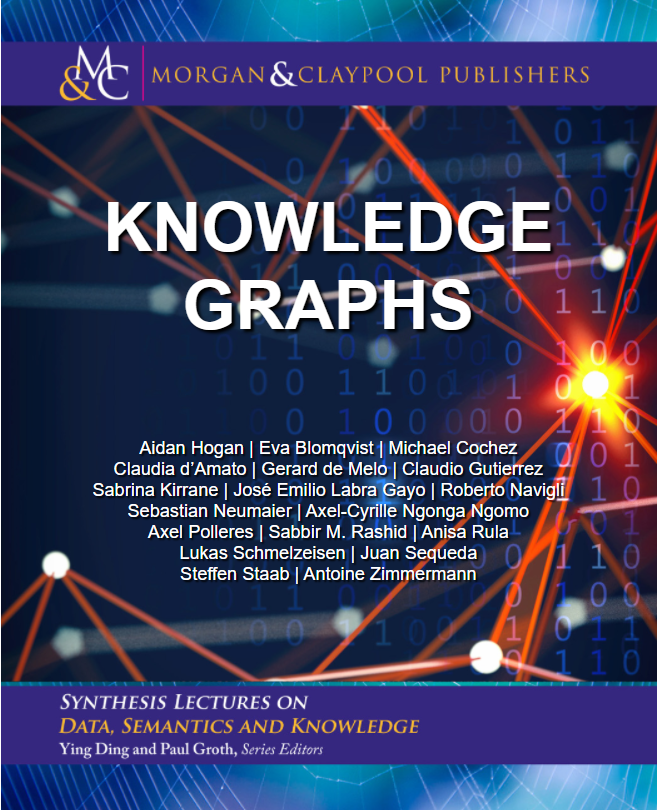 M&C
MORGAN & CLAYPOOL PUBLISHERS
KNOWLEDGE
GRAPHS
Aidan Hogan | Eva Blomqvist | Michael Cochez
Claudia d’Amato | Gerard de Melo | Claudio Gutierrez
Sabrina Kirrane | José Emilio Labra Gayo | Roberto Navigli
Sebastian Neumaier | Axel-Cyrille Ngonga Ngomo
Axel Polleres | Sabbir M. Rashid | Anisa Rula
Lukas Schmelzeisen | Juan Sequeda
Steffen Staab | Antoine Zimmermann
SYNTHESIS LECTURES ON
DATA, SEMANTICS AND KNOWLEDGE
Ying Ding and Paul Groth, Series Editors